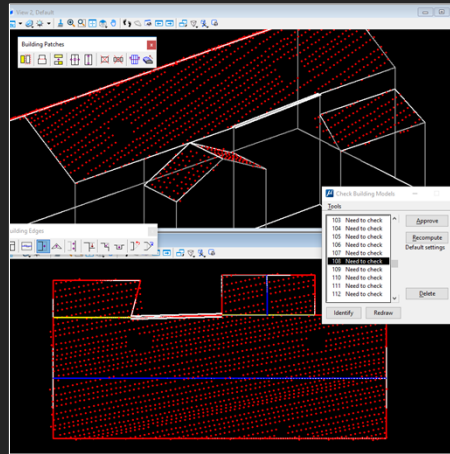 View 2, Default
Building Patches
Check Building Models
Tools
103 Need to check
104 Need to check
105 Need to check
106 Need to check
107 Need to check
108 Need to check
109 Need to check
110 Need to check
111 Need to check
112 Need to check
Approve
Recompute
Default settings
Delete
Identify
Redraw
uilding Edges